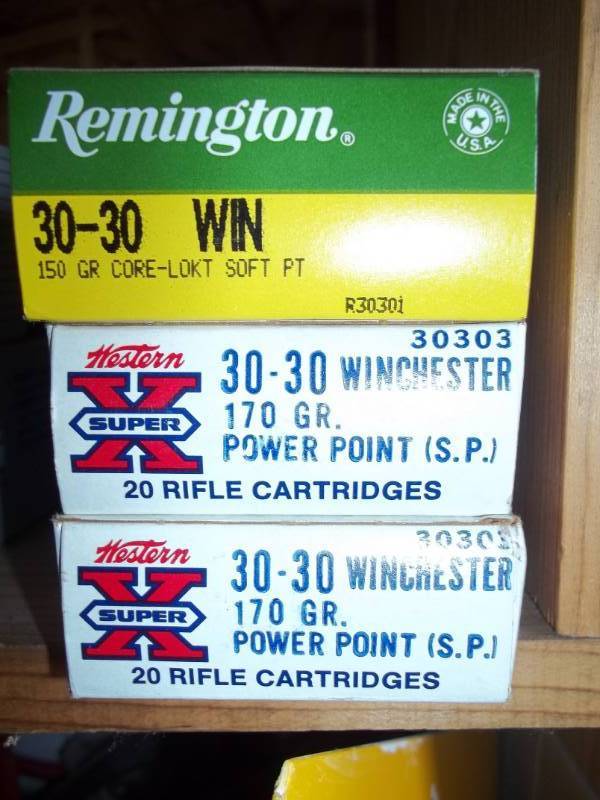 Remington®
MADE IN THE U.S.A.
30-30 WIN
150 GR CORE-LOKT SOFT PT
R30301
30303
Western
30-30 WINCHESTER
X
SUPER
170 GR.
POWER POINT (S.P.)
20 RIFLE CARTRIDGES
30303
Western
30-30 WINCHESTER
X
SUPER
170 GR.
POWER POINT (S.P.)
20 RIFLE CARTRIDGES